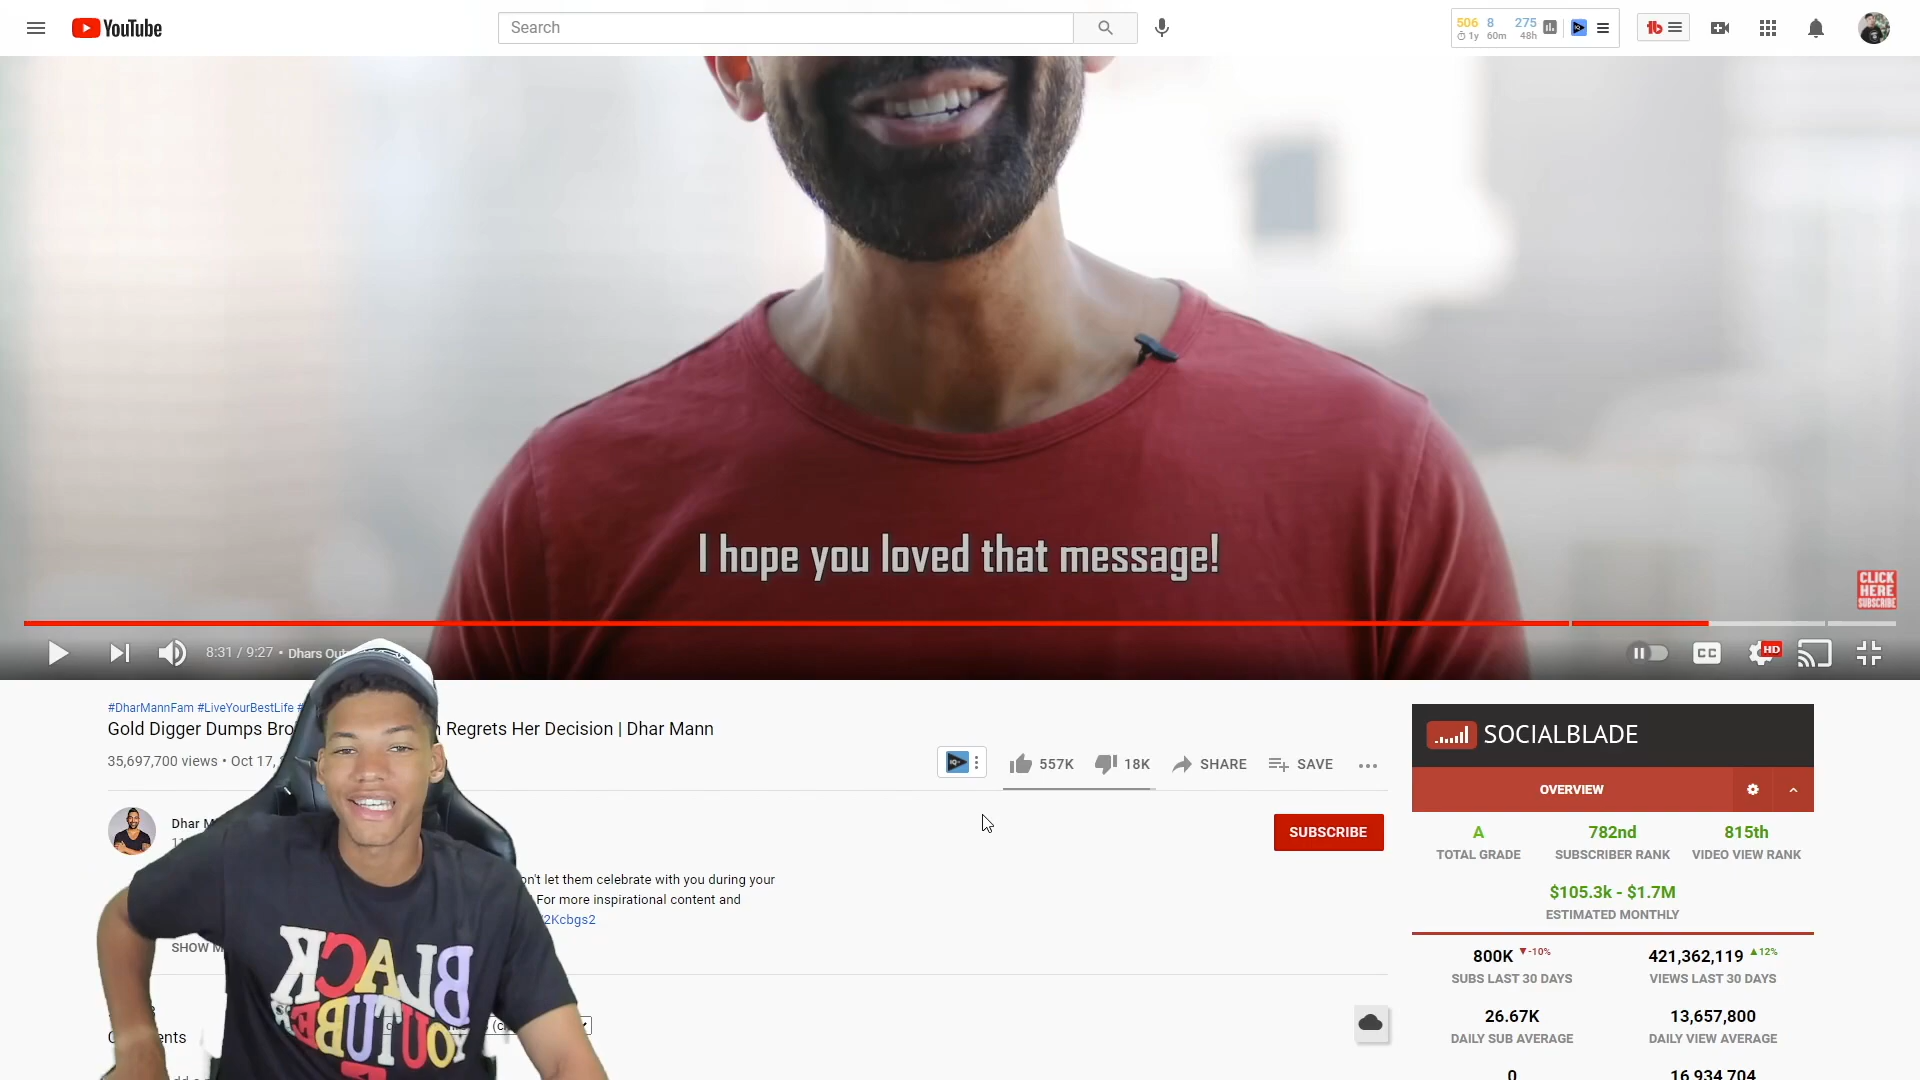 YouTube
Search
506 8 275
1y 60m 48h
I hope you loved that message!
CLICK
HERE
SUBSCRIBE
8:31 / 9:27 • Dhars
CC
HD
#DharMannFam #LiveYourBestLife #
Gold Digger Dumps Regrets Her Decision | Dhar Mann
35,697,700 views • Oct 17,
557K 18K SHARE SAVE
Dhar
SUBSCRIBE
let them celebrate with you during your
For more inspirational content and
2Kcbgs2
SHOW
BLACK
YOUTUBER
SOCIALBLADE
OVERVIEW
A 782nd 815th
TOTAL GRADE SUBSCRIBER RANK VIDEO VIEW RANK
$105.3k - $1.7M
ESTIMATED MONTHLY
800K -10% 421,362,119 12%
SUBS LAST 30 DAYS VIEWS LAST 30 DAYS
26.67K 13,657,800
DAILY SUB AVERAGE DAILY VIEW AVERAGE
0 16,934,704